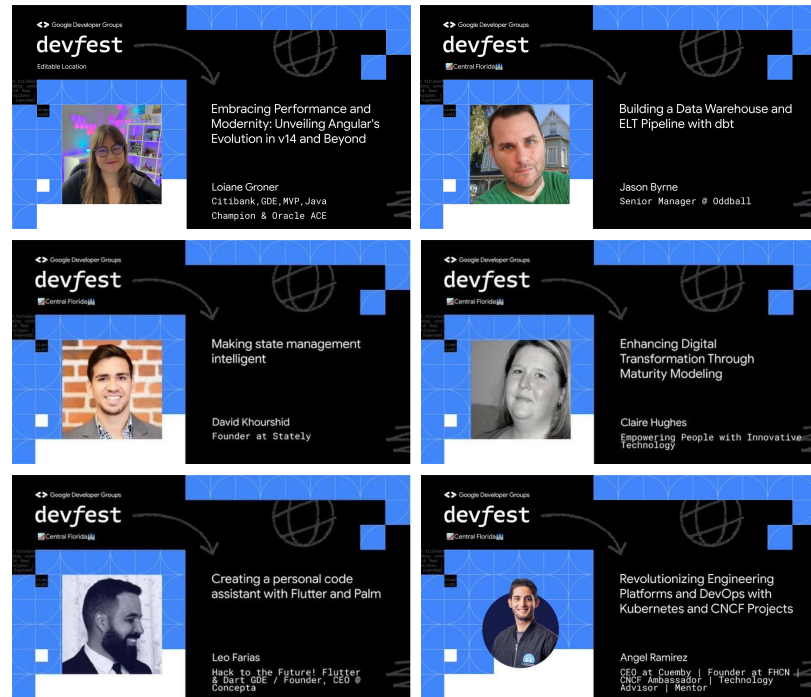 <> Google Developer Groups
devfest
Editable Location
Embracing Performance and
Modernity: Unveiling Angular's
Evolution in v14 and Beyond
Loiane Groner
Citibank,GDE,MVP,Java
Champion & Oracle ACE
<> Google Developer Groups
devfest
Central Florida
Building a Data Warehouse and
ELT Pipeline with dbt
Jason Byrne
Senior Manager @ Oddball
<> Google Developer Groups
devfest
Central Florida
Making state management
intelligent
David Khourshid
Founder at Stately
<> Google Developer Groups
devfest
Central Florida
Enhancing Digital
Transformation Through
Maturity Modeling
Claire Hughes
Empowering People with Innovative
Technology
<> Google Developer Groups
devfest
Central Florida
Creating a personal code
assistant with Flutter and Palm
Leo Farias
Hack to the Future! Flutter
& Dart GDE / Founder, CEO @
Concepta
<> Google Developer Groups
devfest
Central Florida
Revolutionizing Engineering
Platforms and DevOps with
Kubernetes and CNCF Projects
Angel Ramirez
CEO at Cuemby | Founder at FHCN |
CNCF Ambassador | Technology
Advisor | Mentor